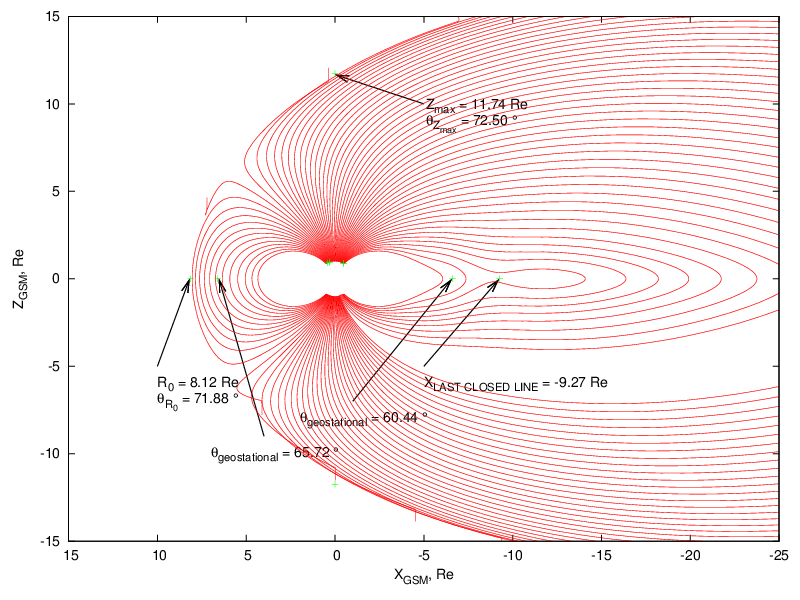 15
10
5
0
-5
-10
-15
Z_GSM, Re
Z_max = 11.74 Re
θ_Z_max = 72.50 °
R_0 = 8.12 Re
θ_R_0 = 71.88 °
X_LAST CLOSED LINE = -9.27 Re
θ_geostational = 60.44 °
θ_geostational = 65.72 °
15 10 5 0 -5 -10 -15 -20 -25
X_GSM, Re